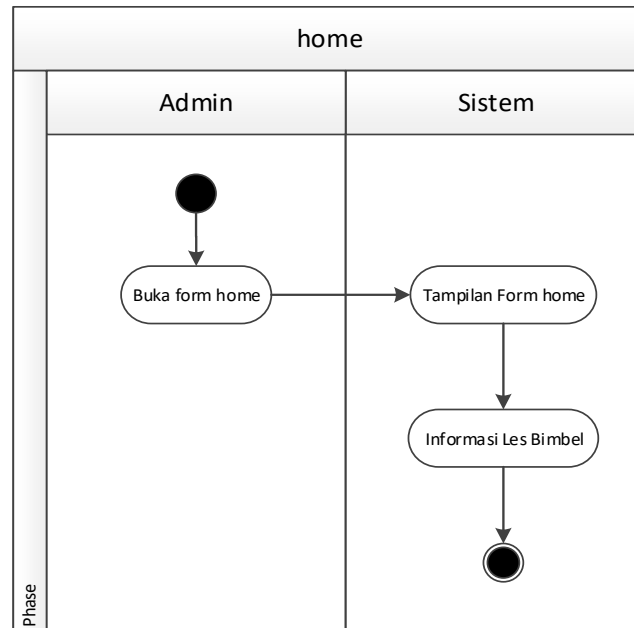 home
Admin
Sistem
Buka form home
Tampilan Form home
Informasi Les Bimbel
Phase